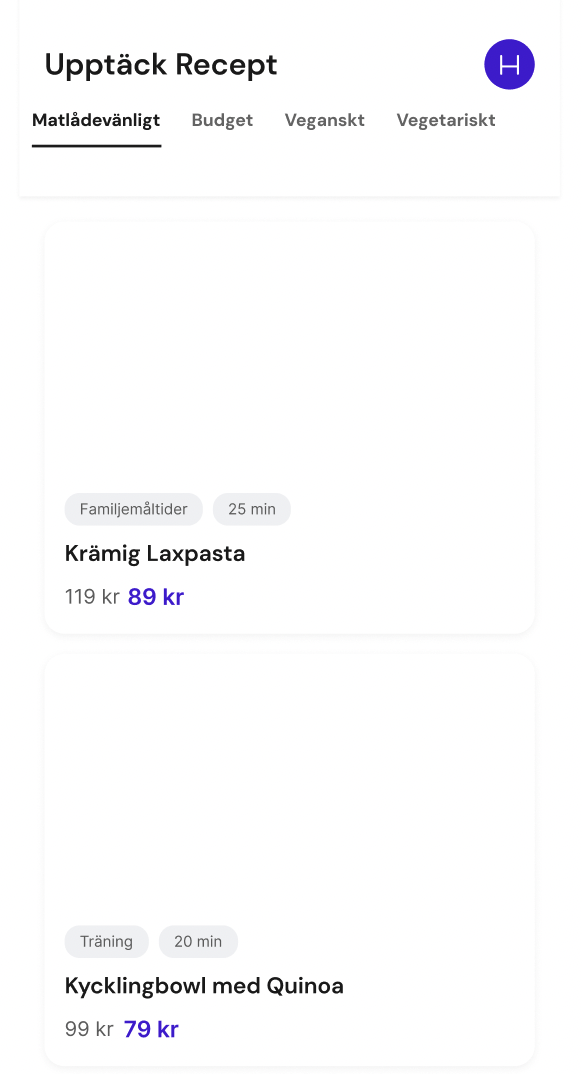 Upptäck Recept
H
Matlådevänligt Budget Veganskt Vegetariskt
Familjemåltider 25 min
Krämig Laxpasta
119 kr 89 kr
Träning 20 min
Kycklingbowl med Quinoa
99 kr 79 kr